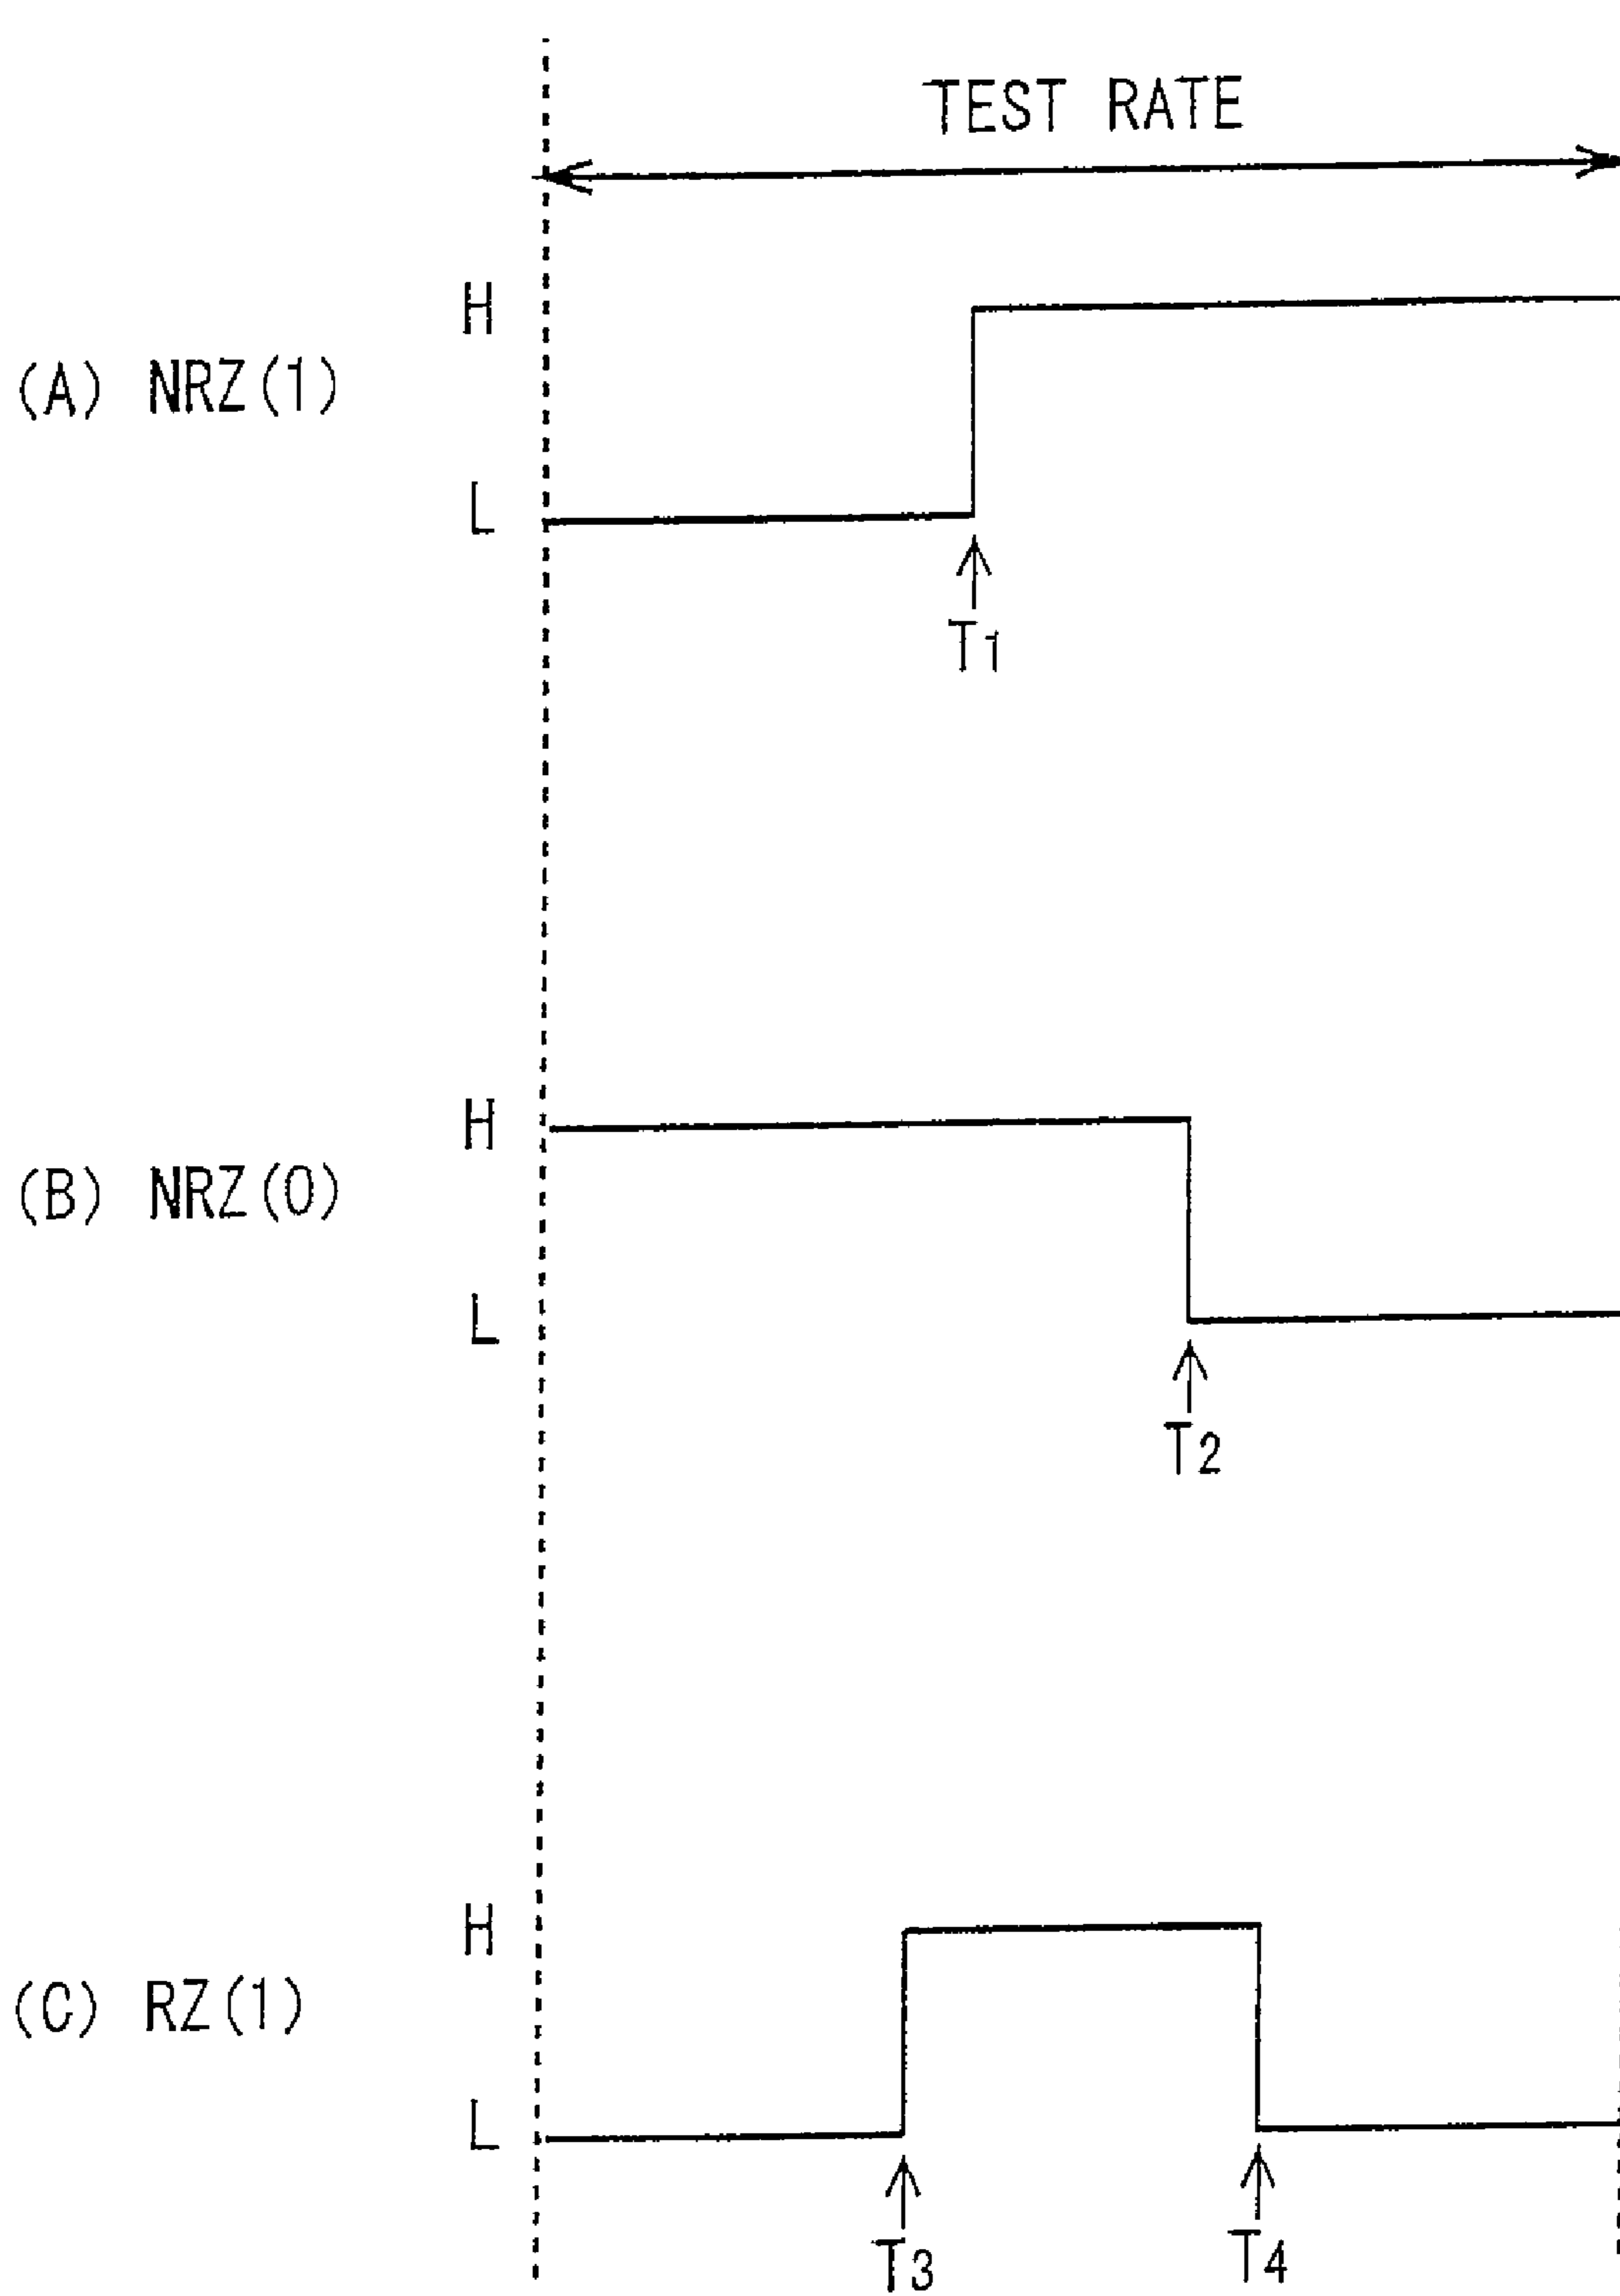 TEST RATE
H
(A) NRZ(1)
L
T1
H
(B) NRZ(0)
L
T2
H
(C) RZ(1)
L
T3 T4